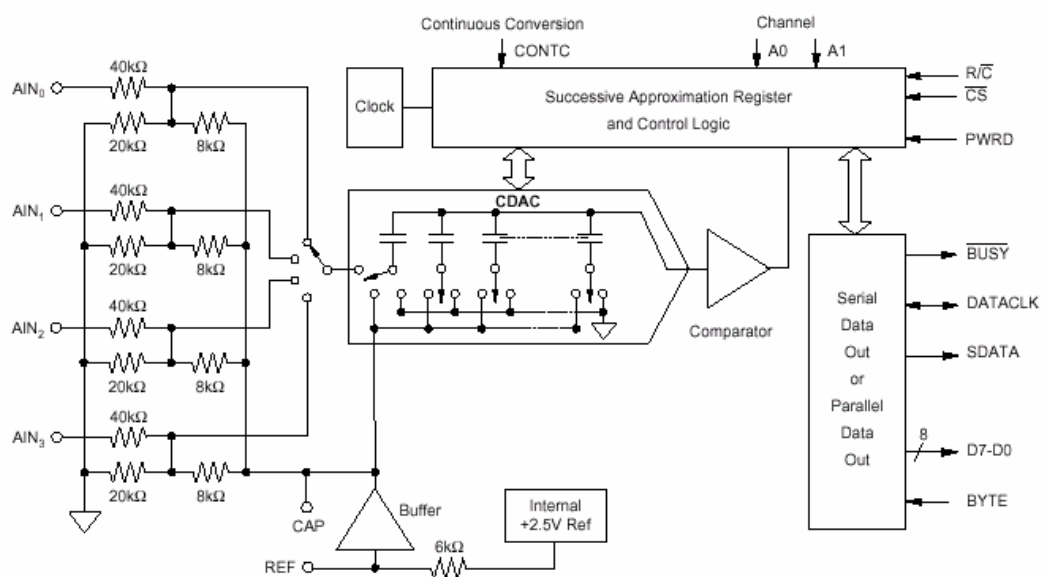 Continuous Conversion
CONTC
Channel
A0 A1
Clock
Successive Approximation Register
and Control Logic
R/C̅
C̅S̅
PWRD
AIN₀
40kΩ
20kΩ
8kΩ
AIN₁
40kΩ
20kΩ
8kΩ
AIN₂
40kΩ
20kΩ
8kΩ
AIN₃
40kΩ
20kΩ
8kΩ
CDAC
Comparator
CAP
Buffer
REF
6kΩ
Internal
+2.5V Ref
Serial
Data
Out
or
Parallel
Data
Out
B̅U̅S̅Y̅
DATACLK
SDATA
8
D7-D0
BYTE